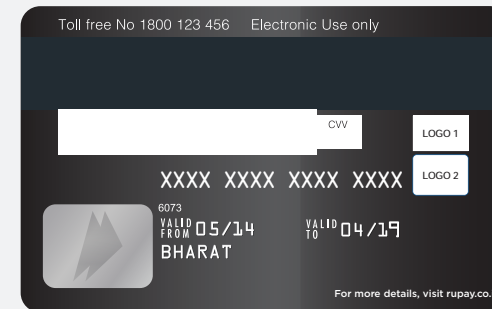 Toll free No 1800 123 456 Electronic Use only
CVV
LOGO 1
XXXX XXXX XXXX XXXX
LOGO 2
6073
VALID FROM 05/14 VALID TO 04/19
BHARAT
For more details, visit rupay.co.